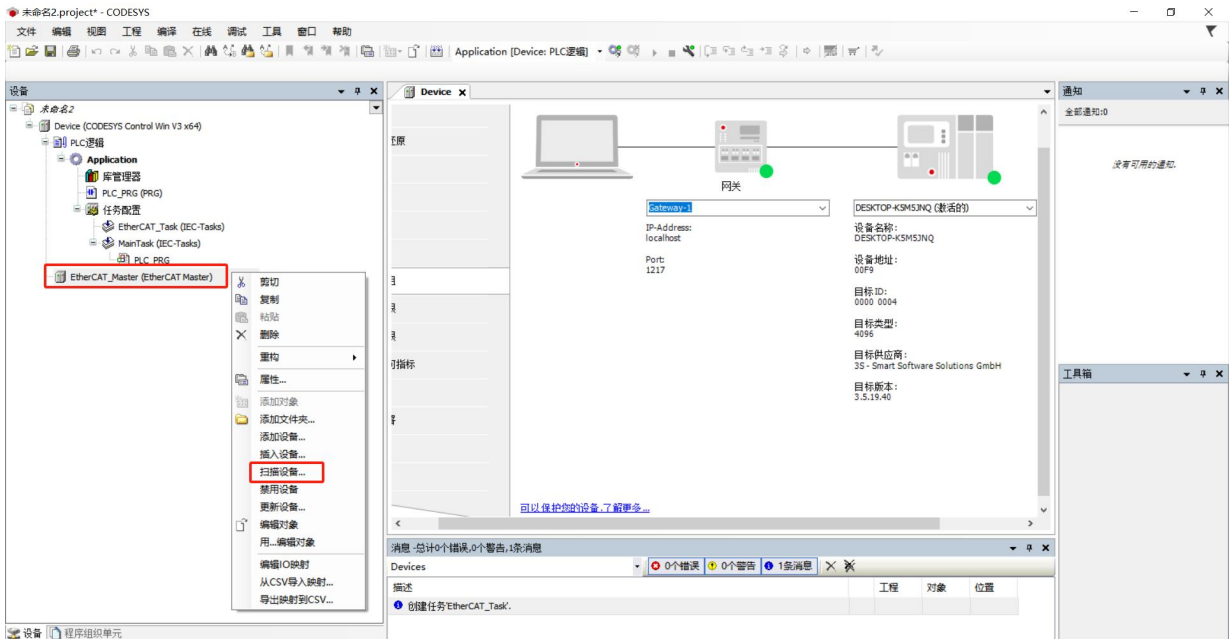 未命名2.project* - CODESYS
文件 编辑 视图 工程 编译 在线 调试 工具 窗口 帮助
Application [Device: PLC逻辑]
设备
未命名2
Device (CODESYS Control Win V3 x64)
PLC逻辑
Application
库管理器
PLC_PRG (PRG)
任务配置
EtherCAT_Task (IEC-Tasks)
MainTask (IEC-Tasks)
PLC_PRG
EtherCAT_Master (EtherCAT Master)
剪切
复制
粘贴
删除
重构
属性...
添加对象
添加文件夹...
添加设备...
插入设备...
扫描设备...
禁用设备
更新设备...
编辑对象
用...编辑对象
编辑IO映射
从CSV导入映射...
导出映射到CSV...
设备 程序组织单元
Device
网关
Gateway-1
IP-Address:
localhost
Port:
1217
DESKTOP-K5M5JNQ (激活的)
设备名称:
DESKTOP-K5M5JNQ
设备地址:
00F9
目标ID:
0000 0004
目标类型:
4096
目标供应商:
3S - Smart Software Solutions GmbH
目标版本:
3.5.19.40
可指标
可以保护您的设备.了解更多...
消息 -总计0个错误,0个警告,1条消息
Devices 0个错误 0个警告 1条消息
描述 工程 对象 位置
创建任务'EtherCAT_Task'.
通知
全部通知:0
没有可用的通知.
工具箱